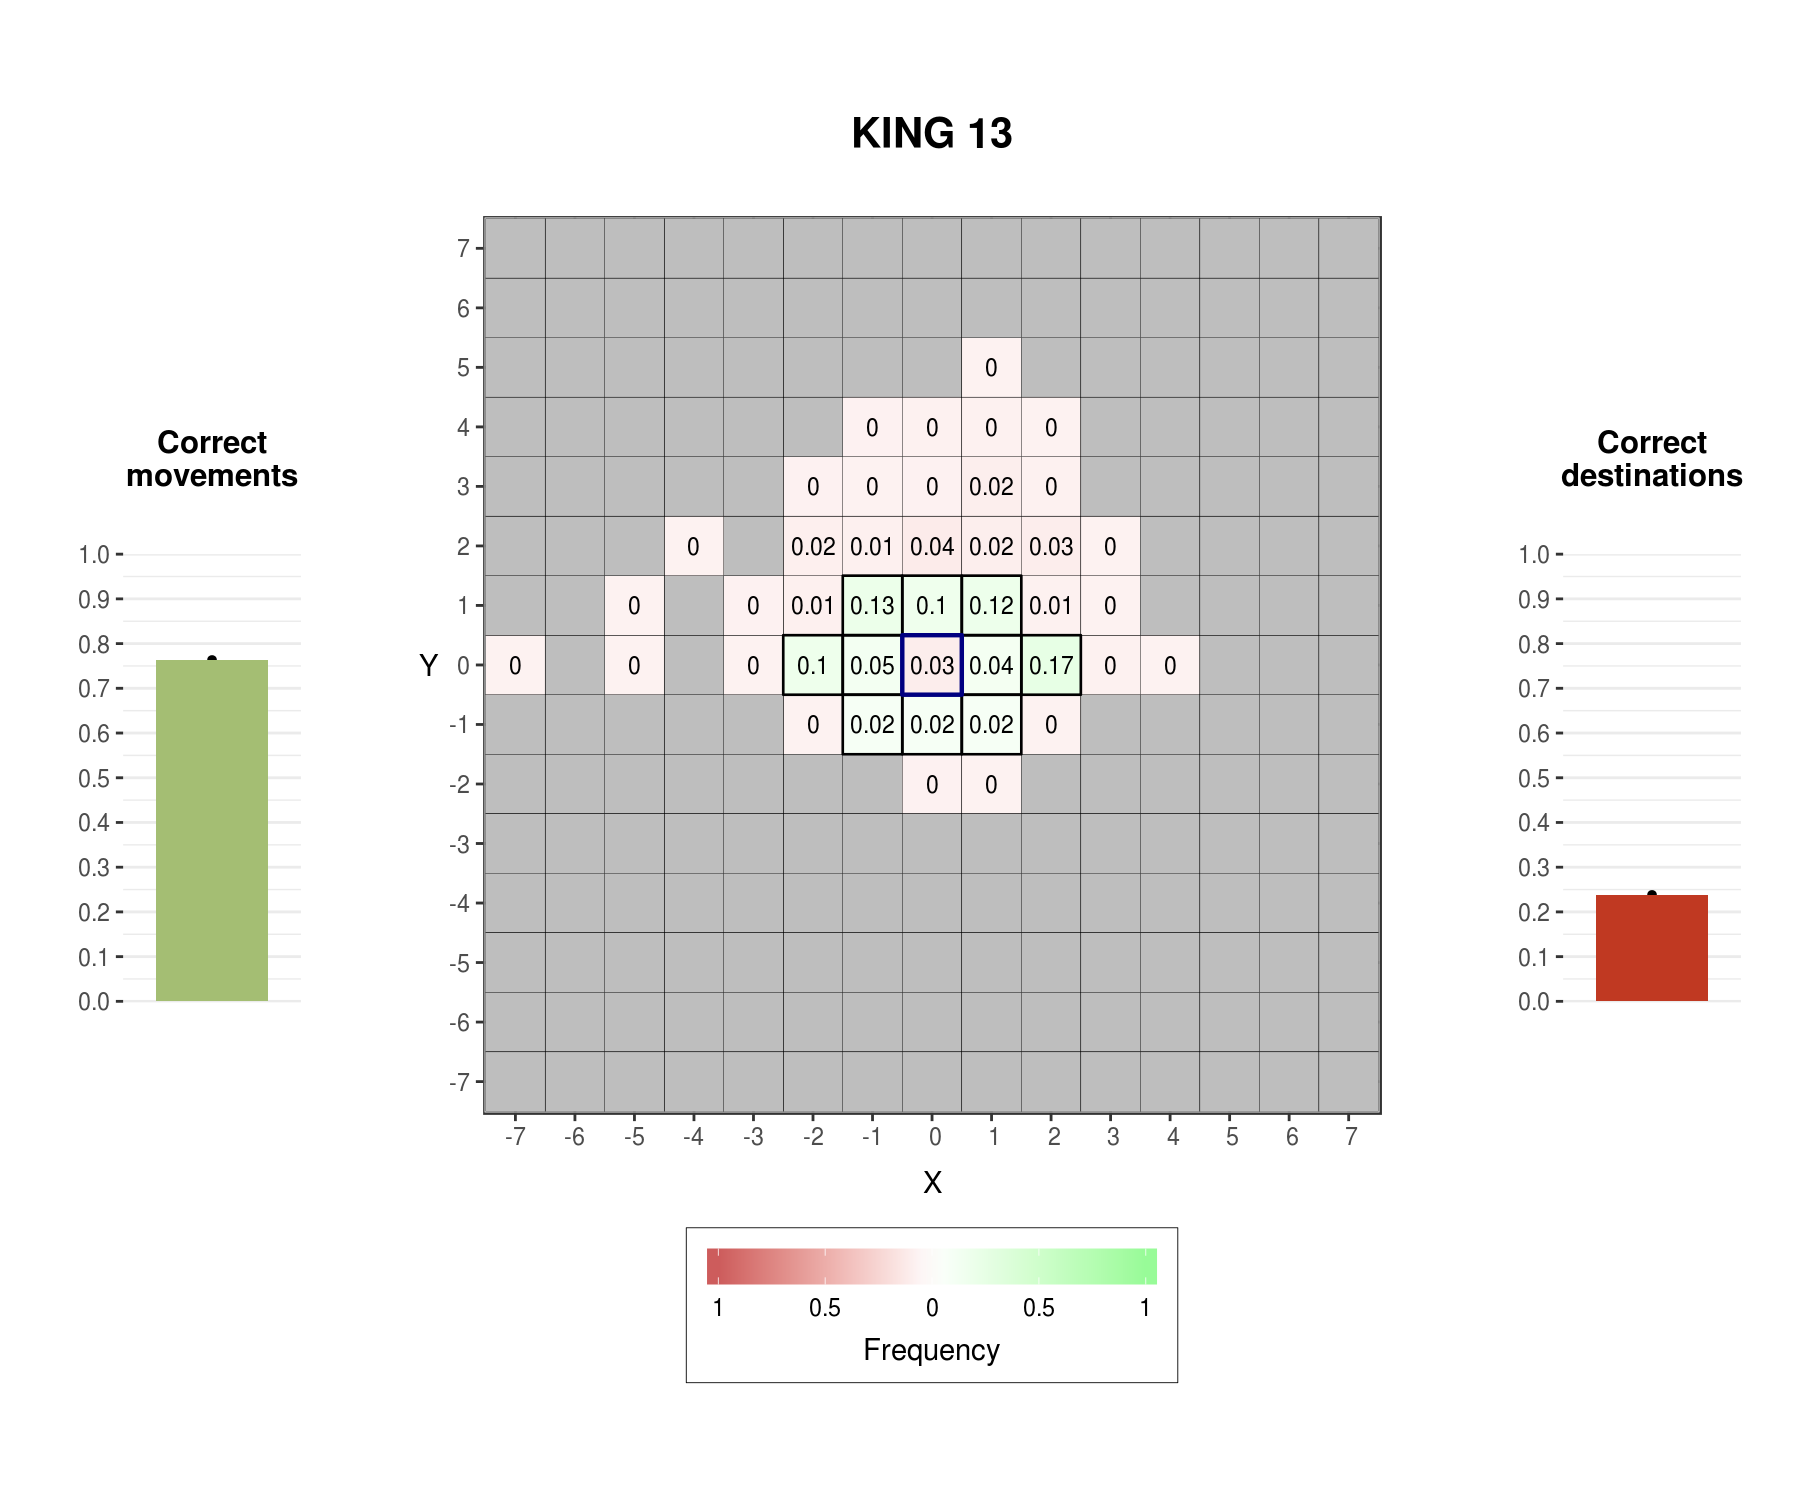 KING 13
Correct
movements
1.0
0.9
0.8
0.7
0.6
0.5
0.4
0.3
0.2
0.1
0.0
Y
7
6
5 0
4 0 0 0 0
3 0 0 0 0.02 0
2 0 0.02 0.01 0.04 0.02 0.03 0
1 0 0 0.01 0.13 0.1 0.12 0.01 0
0 0 0 0 0.1 0.05 0.03 0.04 0.17 0 0
-1 0 0.02 0.02 0.02 0
-2 0 0
-3
-4
-5
-6
-7
-7 -6 -5 -4 -3 -2 -1 0 1 2 3 4 5 6 7
X
1 0.5 0 0.5 1
Frequency
Correct
destinations
1.0
0.9
0.8
0.7
0.6
0.5
0.4
0.3
0.2
0.1
0.0